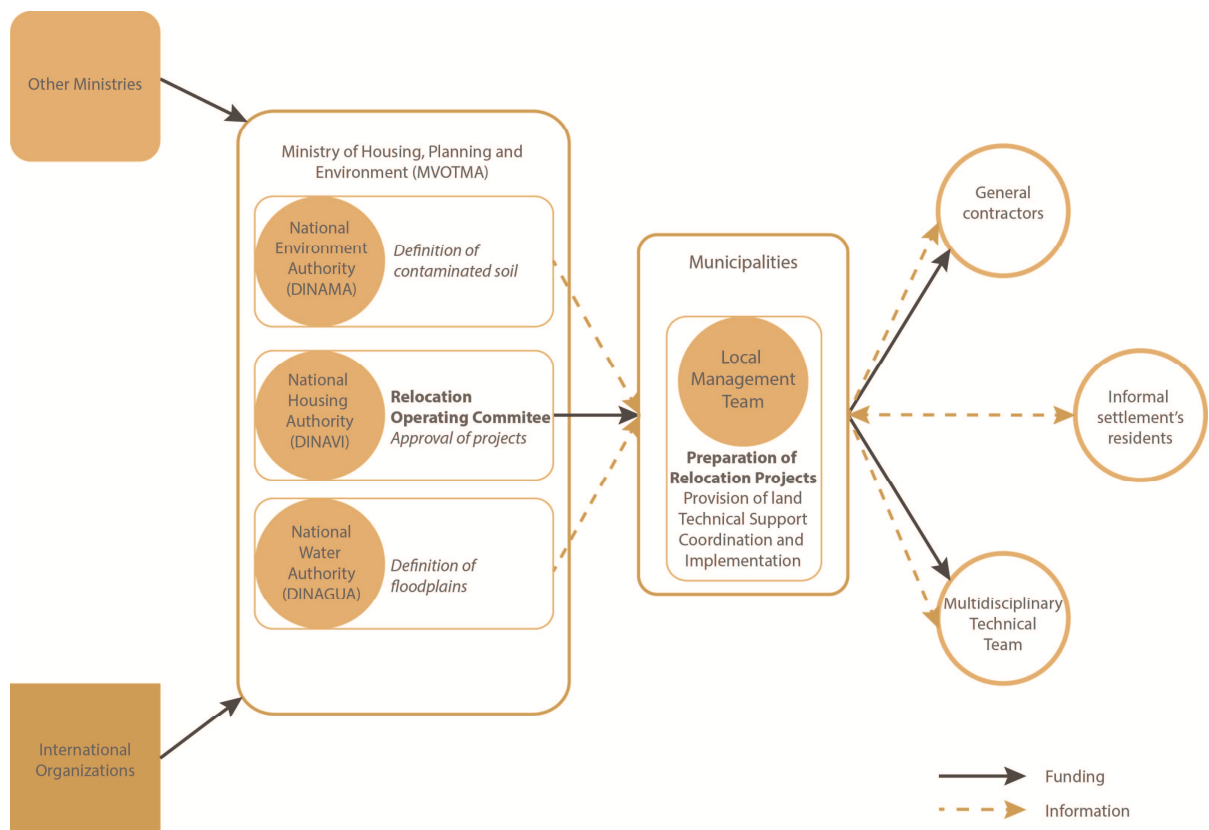 Other Ministries
Ministry of Housing, Planning and
Environment (MVOTMA)
National
Environment
Authority
(DINAMA)
Definition of
contaminated soil
National
Housing
Authority
(DINAVI)
Relocation
Operating Commitee
Approval of projects
National
Water
Authority
(DINAGUA)
Definition of
floodplains
International
Organizations
Municipalities
Local
Management
Team
Preparation of
Relocation Projects
Provision of land
Technical Support
Coordination and
Implementation
General
contractors
Informal
settlement's
residents
Multidisciplinary
Technical
Team
Funding
Information